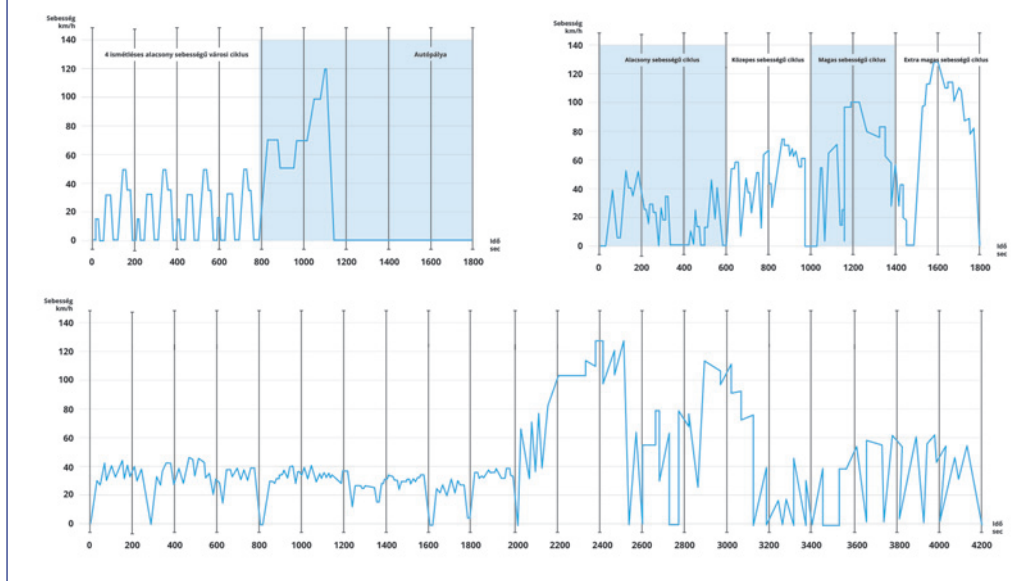 Sebesség
km/h
140
120
100
80
60
40
20
0
4 ismétléses alacsony sebességű városi ciklus
Autópálya
0 200 400 600 800 1000 1200 1400 1600 1800
Idő
sec
Sebesség
km/h
140
120
100
80
60
40
20
0
Alacsony sebességű ciklus
Közepes sebességű ciklus
Magas sebességű ciklus
Extra magas sebességű ciklus
0 200 400 600 800 1000 1200 1400 1600 1800
Idő
sec
Sebesség
km/h
140
120
100
80
60
40
20
0
0 200 400 600 800 1000 1200 1400 1600 1800 2000 2200 2400 2600 2800 3000 3200 3400 3600 3800 4000 4200
Idő
sec